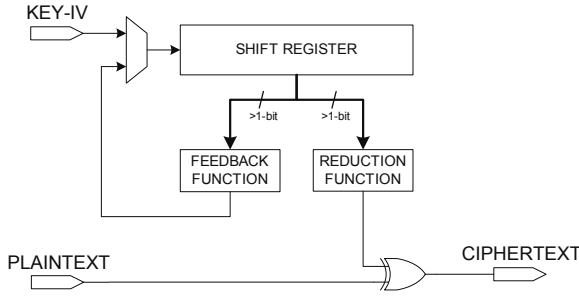 KEY-IV
SHIFT REGISTER
>1-bit
>1-bit
FEEDBACK
FUNCTION
REDUCTION
FUNCTION
PLAINTEXT
CIPHERTEXT